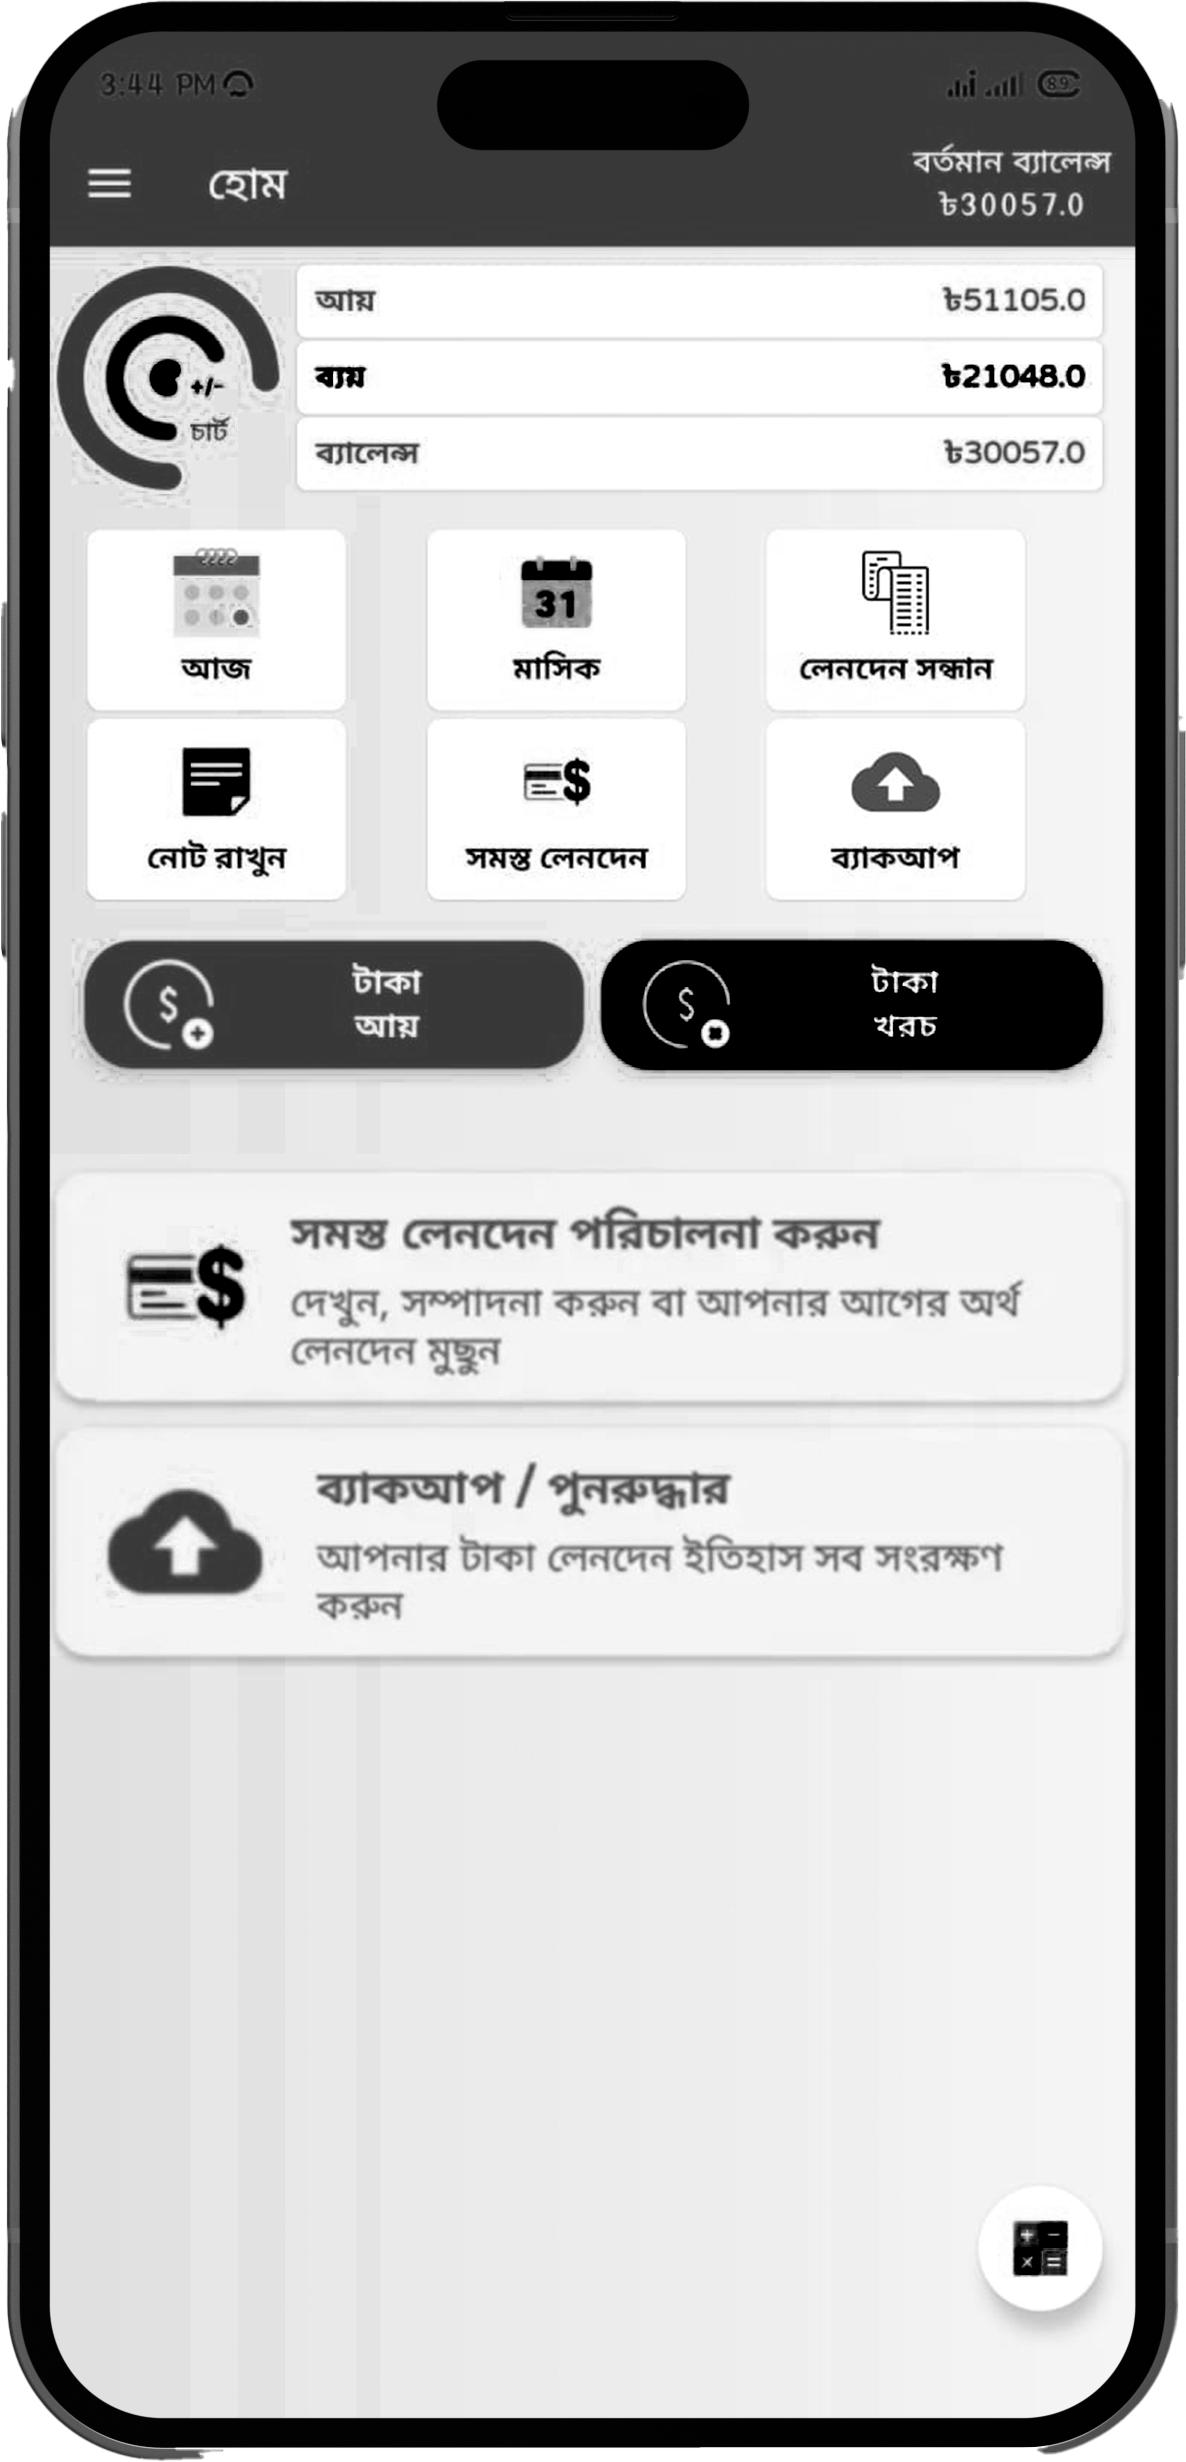 3:44 PM
89
হোম
বর্তমান ব্যালেন্স
৳30057.0
আয়
৳51105.0
ব্যয়
৳21048.0
ব্যালেন্স
৳30057.0
+/-
চার্ট
আজ
31
মাসিক
লেনদেন সন্ধান
নোট রাখুন
সমস্ত লেনদেন
ব্যাকআপ
টাকা
আয়
টাকা
খরচ
সমস্ত লেনদেন পরিচালনা করুন
দেখুন, সম্পাদনা করুন বা আপনার আগের অর্থ
লেনদেন মুছুন
ব্যাকআপ / পুনরুদ্ধার
আপনার টাকা লেনদেন ইতিহাস সব সংরক্ষণ
করুন